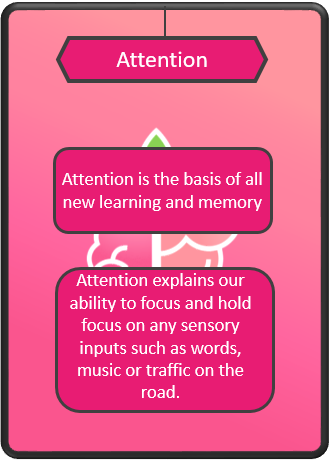 Attention
Attention is the basis of all
new learning and memory
Attention explains our
ability to focus and hold
focus on any sensory
inputs such as words,
music or traffic on the
road.